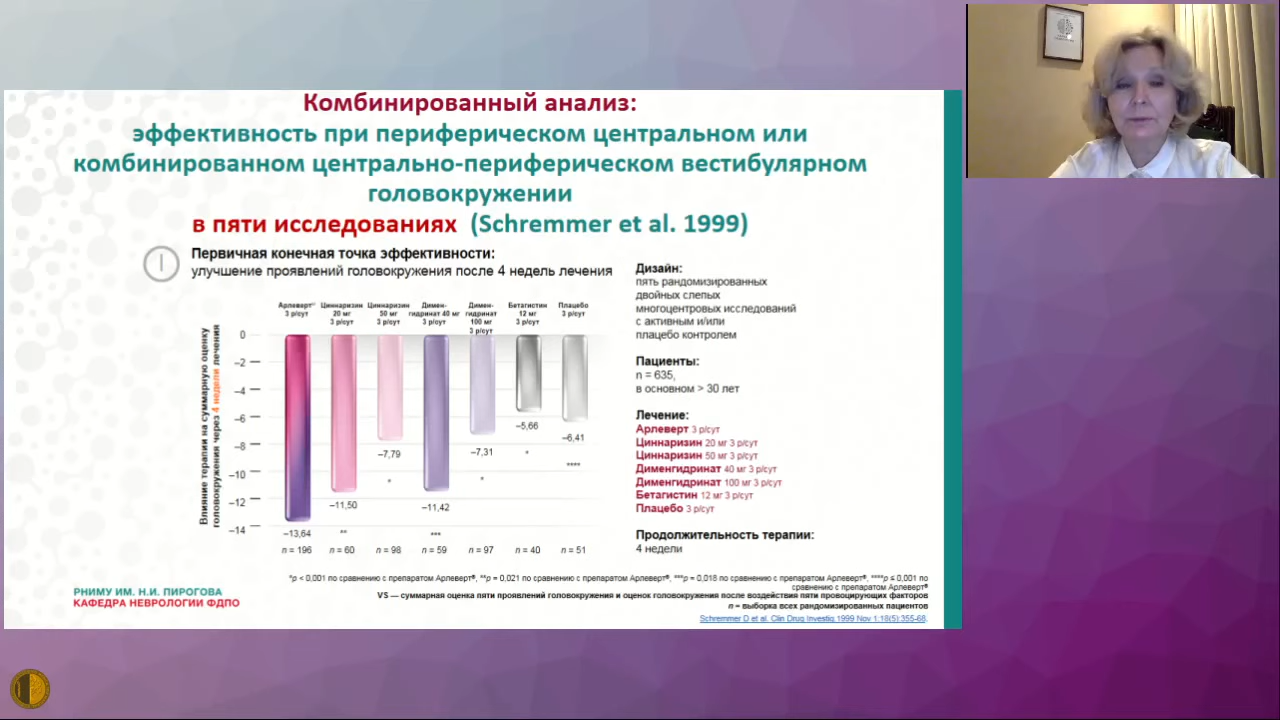 Комбинированный анализ:
эффективность при периферическом центральном или
комбинированном центрально-периферическом вестибулярном
головокружении
в пяти исследованиях (Schremmer et al. 1999)
Первичная конечная точка эффективности:
улучшение проявлений головокружения после 4 недель лечения
Влияние терапии на суммарную оценку
головокружения через 4 недели лечения
Арлеверт®
3 р/сут
Циннаризин
20 мг
3 р/сут
Циннаризин
50 мг
3 р/сут
Димен-
гидринат 40 мг
3 р/сут
Димен-
гидринат
100 мг
3 р/сут
Бетагистин
12 мг
3 р/сут
Плацебо
3 р/сут
0
–2
–4
–6
–8
–10
–12
–14
–13,64
–11,50
–7,79
–11,42
–7,31
–5,66
–6,41
**
*
***
*
*
****
n = 196
n = 60
n = 98
n = 59
n = 97
n = 40
n = 51
Дизайн:
пять рандомизированных
двойных слепых
многоцентровых исследований
с активным и/или
плацебо контролем
Пациенты:
n = 635,
в основном > 30 лет
Лечение:
Арлеверт 3 р/сут
Циннаризин 20 мг 3 р/сут
Циннаризин 50 мг 3 р/сут
Дименгидринат 40 мг 3 р/сут
Дименгидринат 100 мг 3 р/сут
Бетагистин 12 мг 3 р/сут
Плацебо 3 р/сут
Продолжительность терапии:
4 недели
*p < 0,001 по сравнению с препаратом Арлеверт®, **p = 0,021 по сравнению с препаратом Арлеверт®, ***p = 0,018 по сравнению с препаратом Арлеверт®, ****p ≤ 0,001 по
сравнению с препаратом Арлеверт®
VS — суммарная оценка пяти проявлений головокружения и оценок головокружения после воздействия пяти провоцирующих факторов
n = выборка всех рандомизированных пациентов
Schremmer D et al. Clin Drug Investig 1999 Nov 1;18(5):355-68.
РНИМУ ИМ. Н.И. ПИРОГОВА
КАФЕДРА НЕВРОЛОГИИ ФДПО